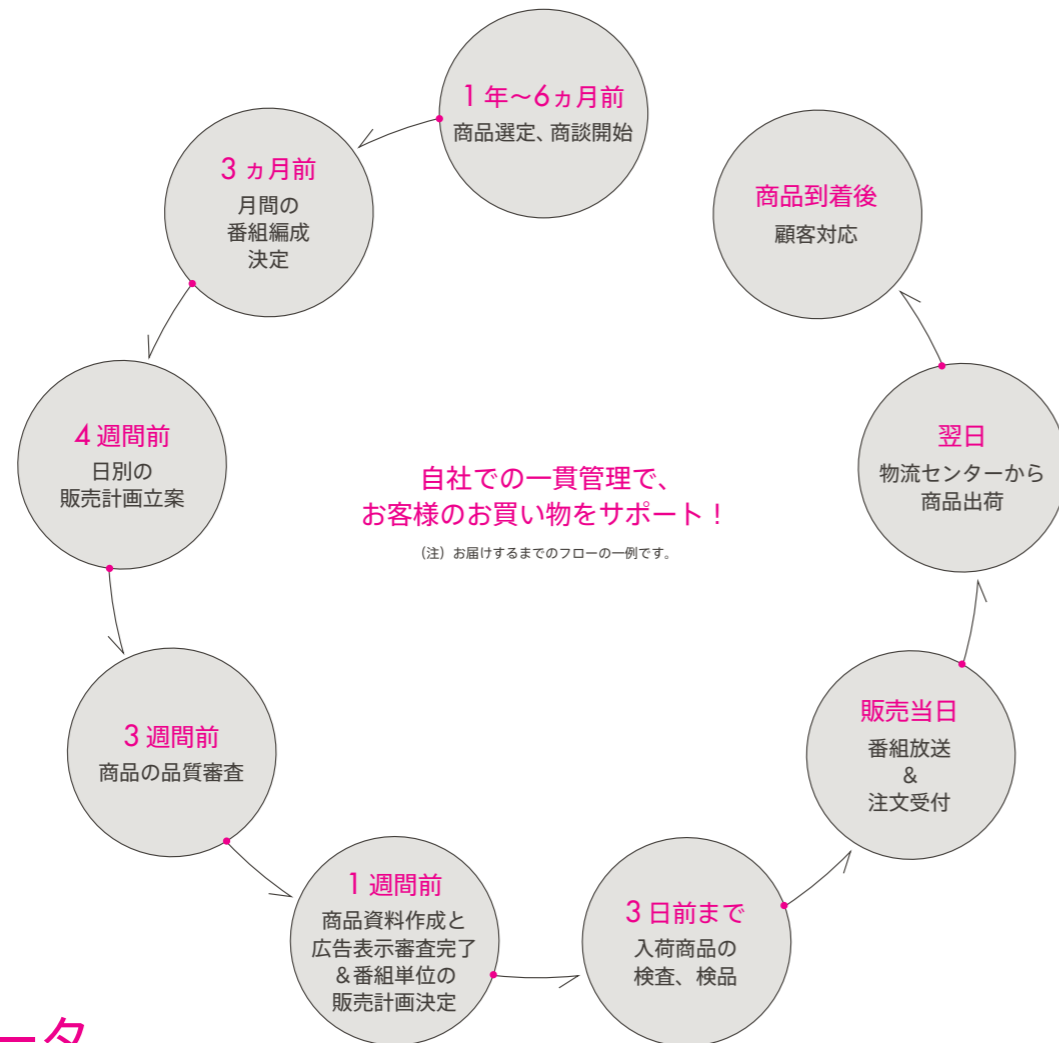 1年〜6ヵ月前
商品選定、商談開始
3ヵ月前
月間の
番組編成
決定
4週間前
日別の
販売計画立案
3週間前
商品の品質審査
1週間前
商品資料作成と
広告表示審査完了
&番組単位の
販売計画決定
3日前まで
入荷商品の
検査、検品
販売当日
番組放送
&
注文受付
翌日
物流センターから
商品出荷
商品到着後
顧客対応
自社での一貫管理で、
お客様のお買い物をサポート！
（注）お届けするまでのフローの一例です。
ータ